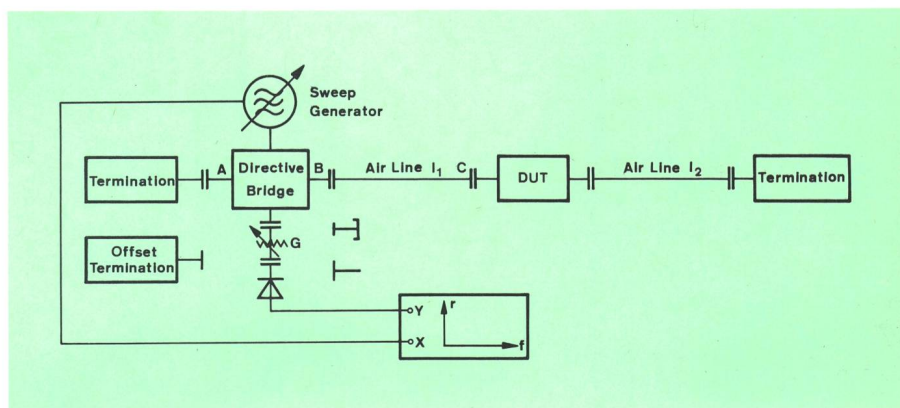 Sweep
Generator
Termination
A
Directive
Bridge
B
Air Line l₁
C
DUT
Air Line l₂
Termination
Offset
Termination
G
Y
r
X
f